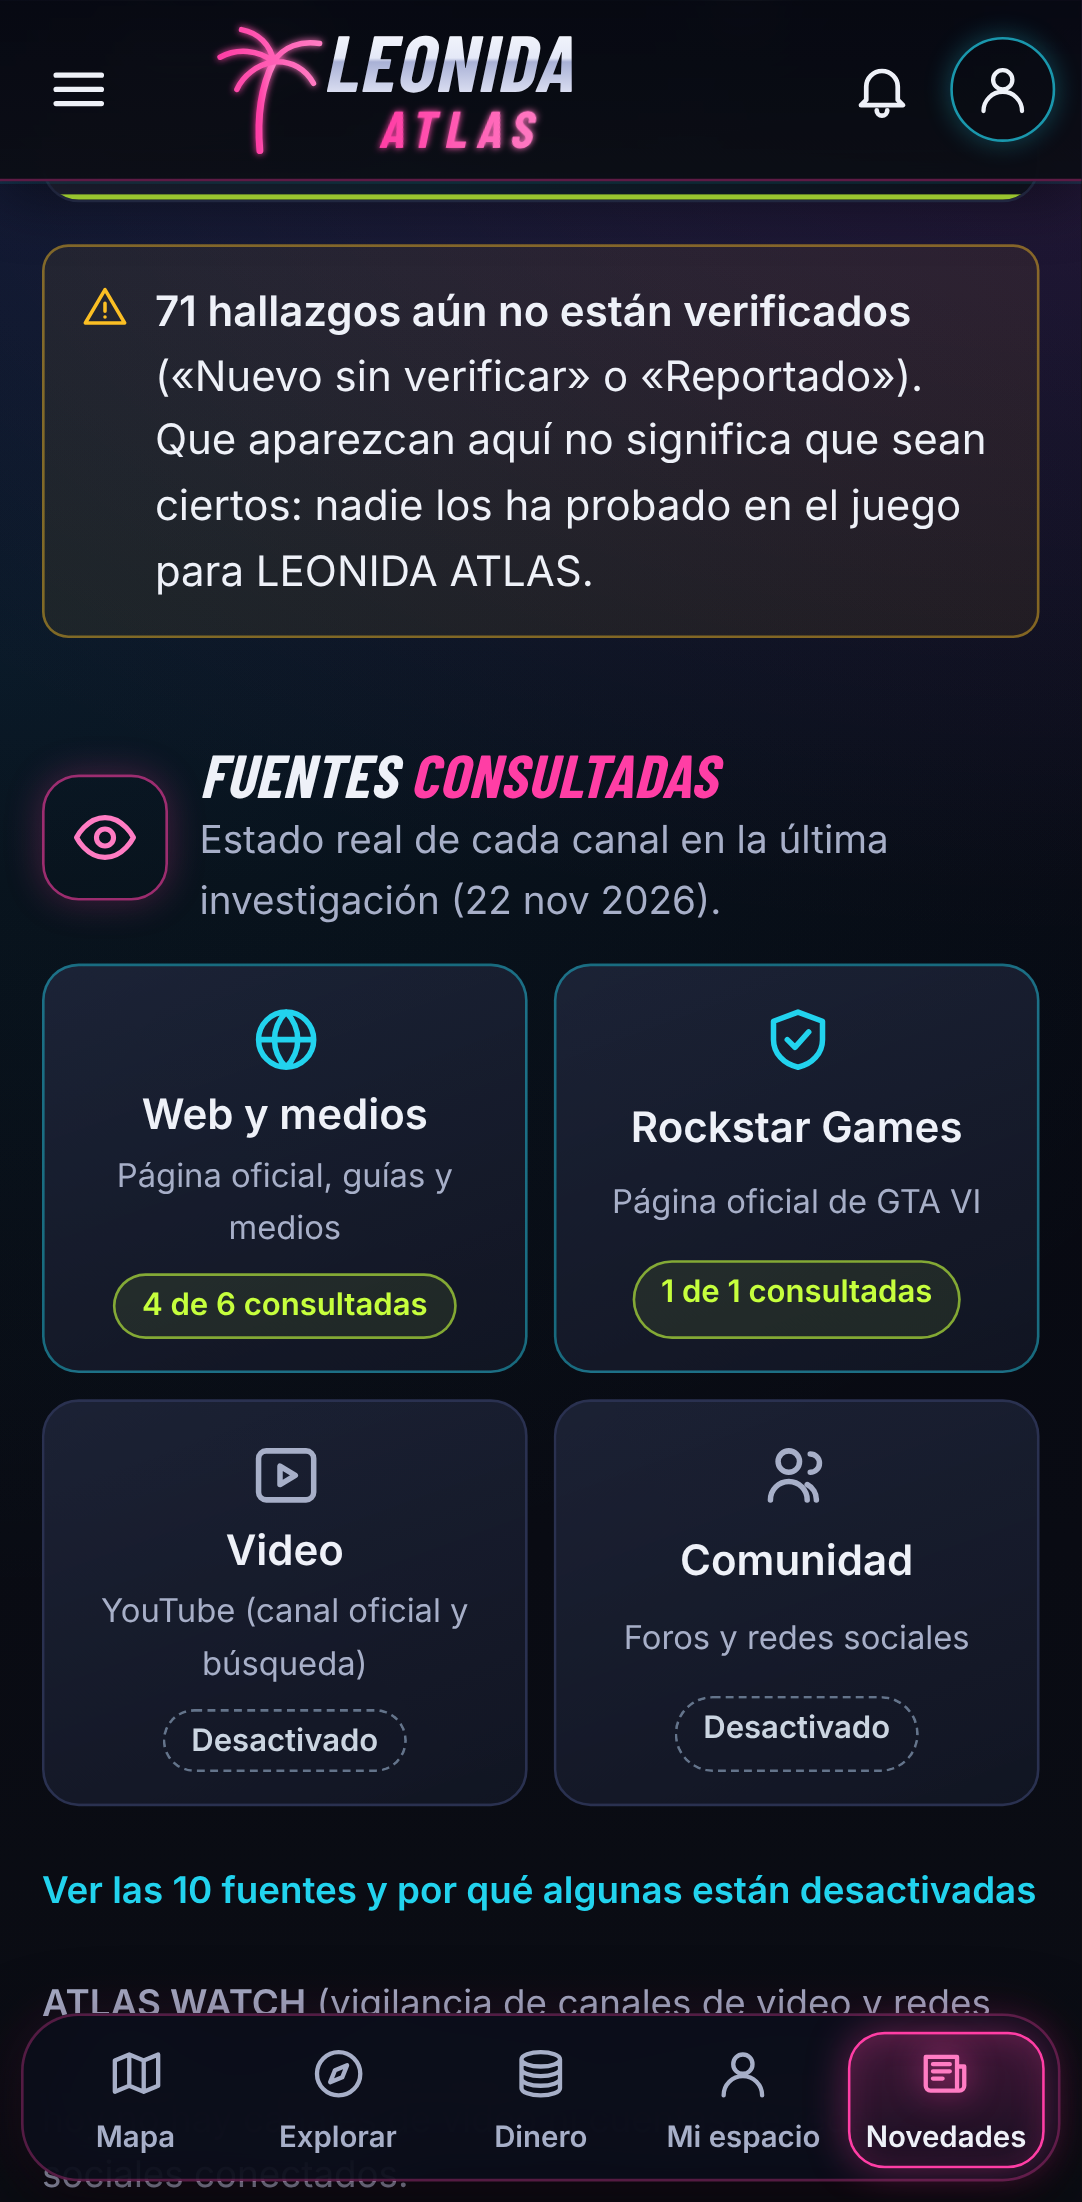 LEONIDA
ATLAS
71 hallazgos aún no están verificados
(«Nuevo sin verificar» o «Reportado»).
Que aparezcan aquí no significa que sean
ciertos: nadie los ha probado en el juego
para LEONIDA ATLAS.
FUENTES CONSULTADAS
Estado real de cada canal en la última
investigación (22 nov 2026).
Web y medios
Página oficial, guías y
medios
4 de 6 consultadas
Rockstar Games
Página oficial de GTA VI
1 de 1 consultadas
Video
YouTube (canal oficial y
búsqueda)
Desactivado
Comunidad
Foros y redes sociales
Desactivado
Ver las 10 fuentes y por qué algunas están desactivadas
ATLAS WATCH (vigilancia de canales de video y redes
sociales conectados.
Mapa
Explorar
Dinero
Mi espacio
Novedades